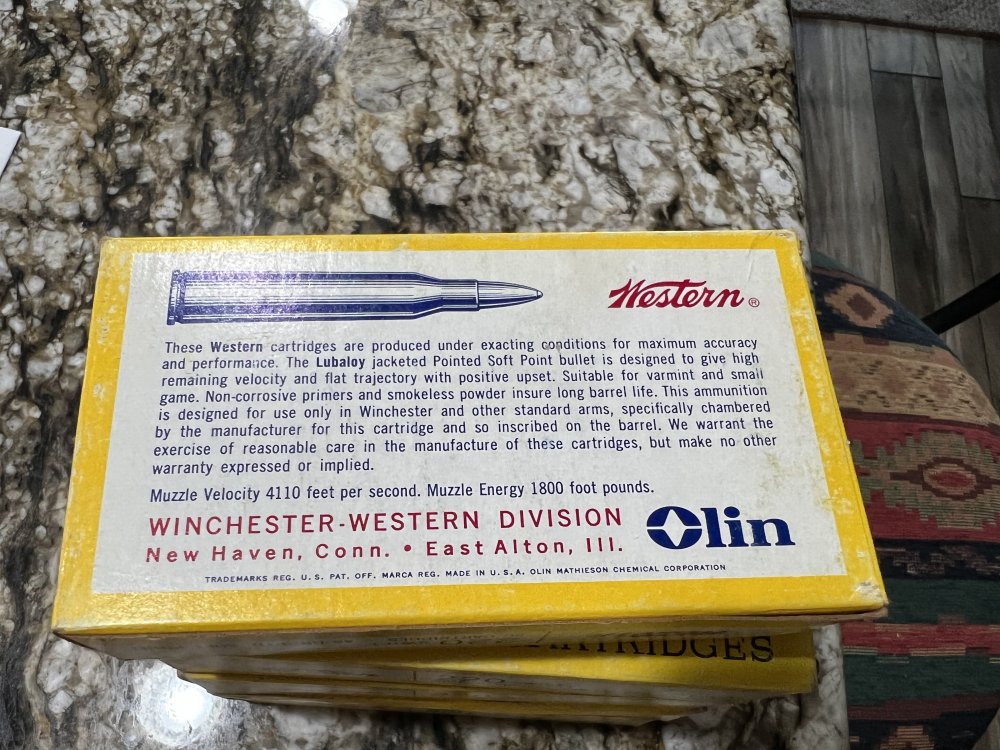 Western®
These Western cartridges are produced under exacting conditions for maximum accuracy
and performance. The Lubaloy jacketed Pointed Soft Point bullet is designed to give high
remaining velocity and flat trajectory with positive upset. Suitable for varmint and small
game. Non-corrosive primers and smokeless powder insure long barrel life. This ammunition
is designed for use only in Winchester and other standard arms, specifically chambered
by the manufacturer for this cartridge and so inscribed on the barrel. We warrant the
exercise of reasonable care in the manufacture of these cartridges, but make no other
warranty expressed or implied.
Muzzle Velocity 4110 feet per second. Muzzle Energy 1800 foot pounds.
WINCHESTER-WESTERN DIVISION
New Haven, Conn. • East Alton, Ill.
Olin
TRADEMARKS REG. U. S. PAT. OFF. MARCA REG. MADE IN U. S. A. OLIN MATHIESON CHEMICAL CORPORATION
CARTRIDGES